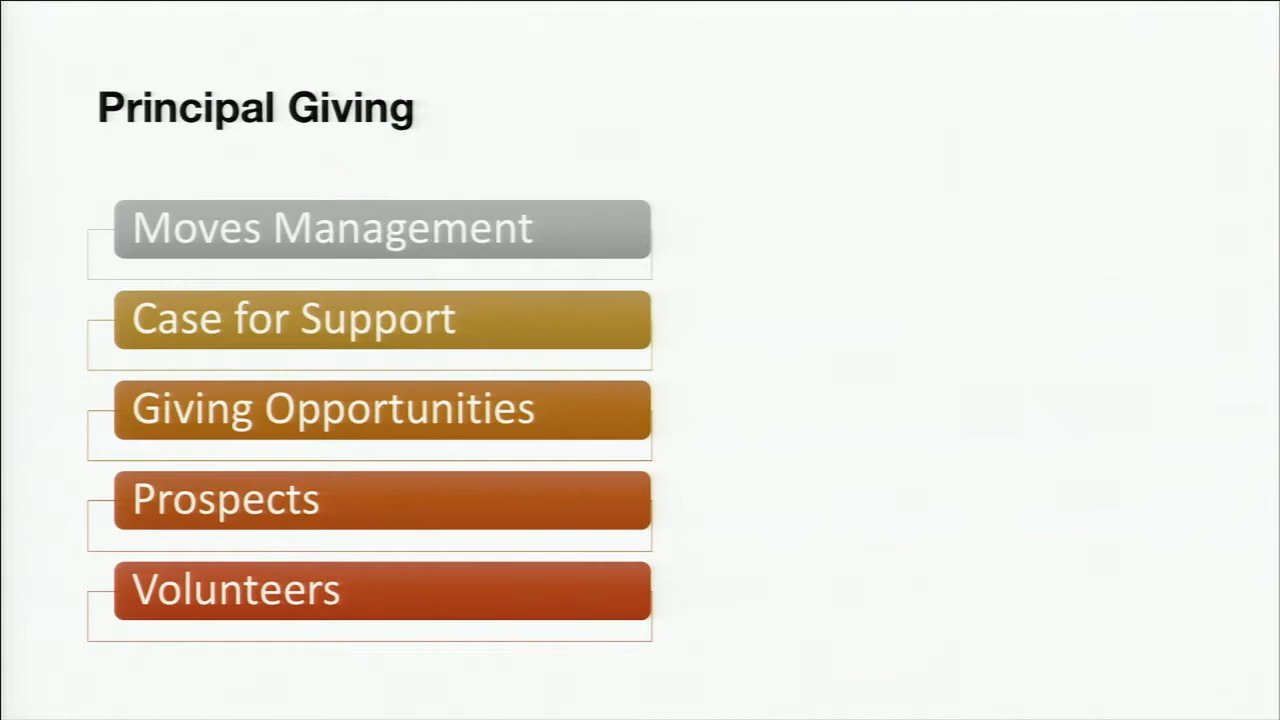 Principal Giving
Moves Management
Case for Support
Giving Opportunities
Prospects
Volunteers